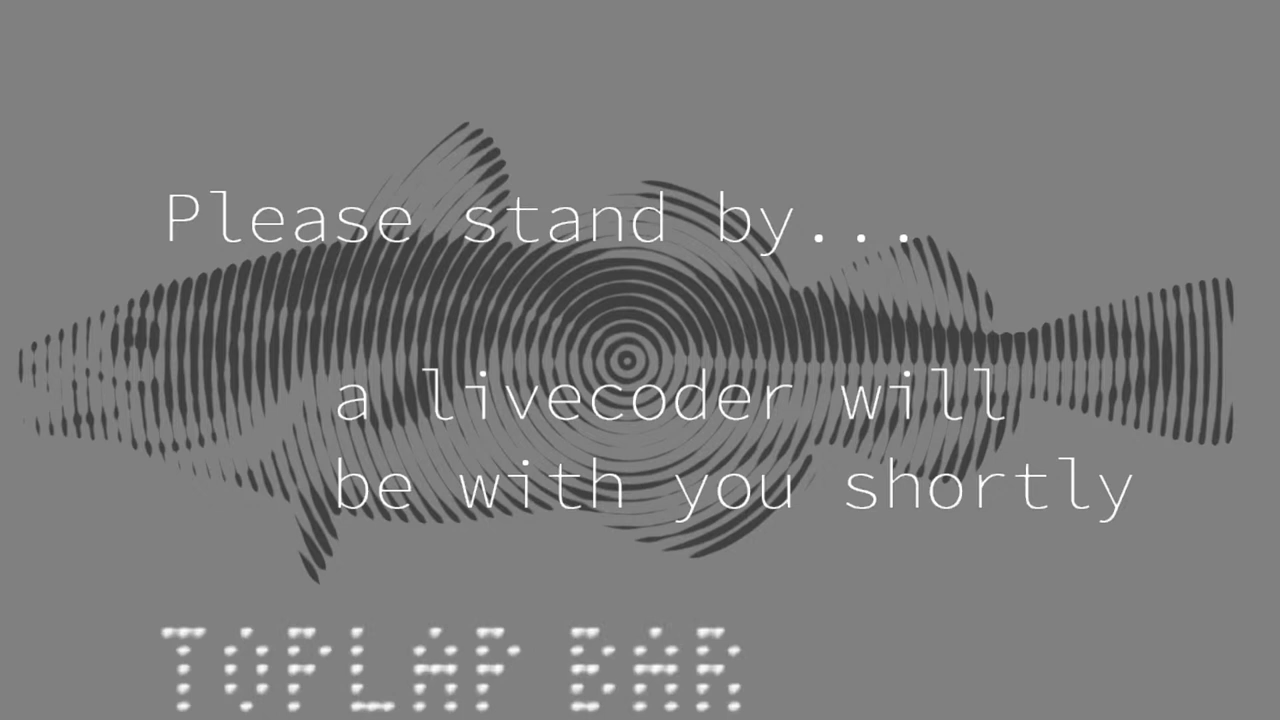 Please stand by...
a livecoder will
be with you shortly
TOPLAP BAR